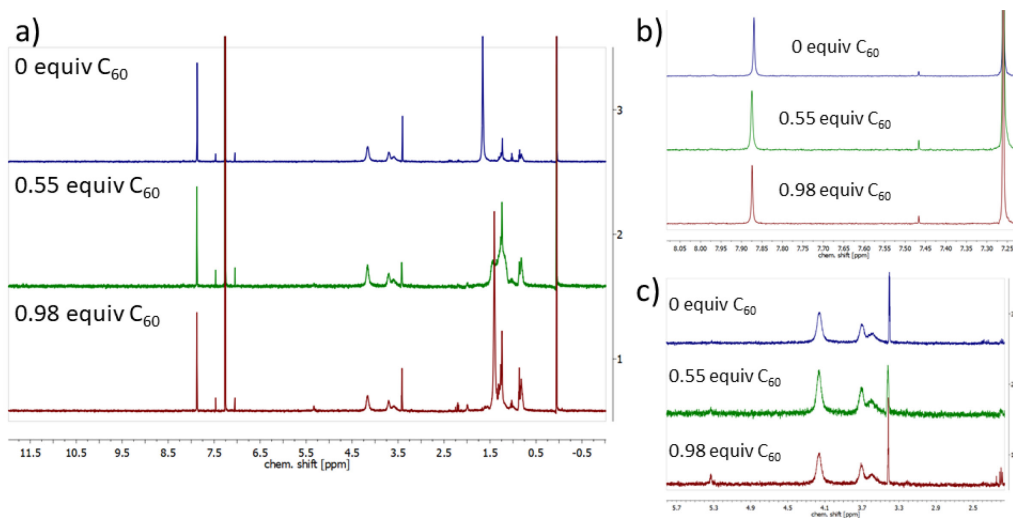 a)
0 equiv C60
3
0.55 equiv C60
2
0.98 equiv C60
1
11.5 10.5 9.5 8.5 7.5 6.5 5.5 4.5 3.5 2.5 1.5 0.5 -0.5
chem. shift [ppm]
b)
0 equiv C60
0.55 equiv C60
0.98 equiv C60
8.05 8.00 7.95 7.90 7.85 7.80 7.75 7.70 7.65 7.60 7.55 7.50 7.45 7.40 7.35 7.30 7.25
chem. shift [ppm]
c)
0 equiv C60
0.55 equiv C60
0.98 equiv C60
5.7 5.3 4.9 4.5 4.1 3.7 3.3 2.9 2.5
chem. shift [ppm]